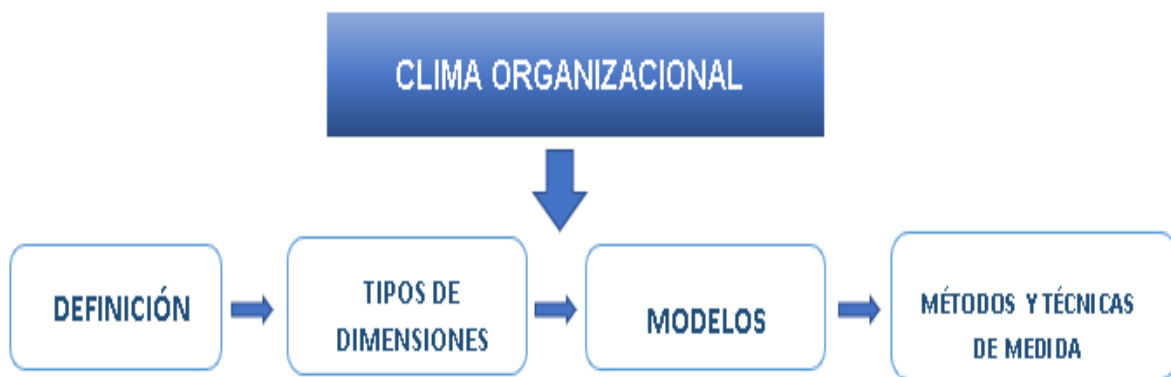 CLIMA ORGANIZACIONAL
DEFINICIÓN
TIPOS DE
DIMENSIONES
MODELOS
MÉTODOS Y TÉCNICAS
DE MEDIDA